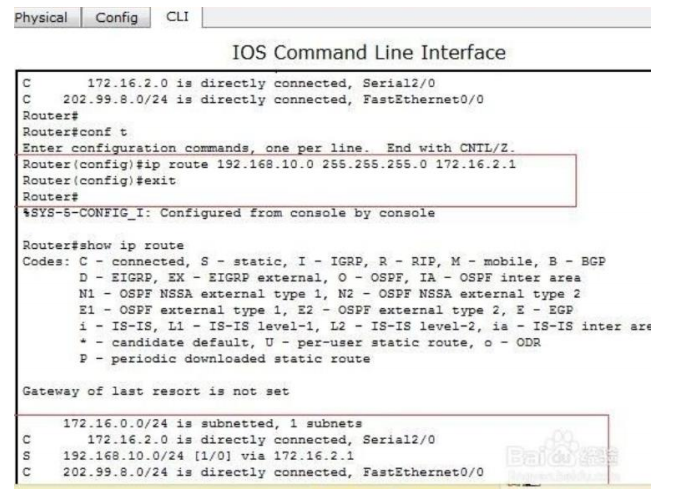 Physical Config CLI
IOS Command Line Interface
C 172.16.2.0 is directly connected, Serial2/0
C 202.99.8.0/24 is directly connected, FastEthernet0/0
Router#
Router#conf t
Enter configuration commands, one per line. End with CNTL/Z.
Router(config)#ip route 192.168.10.0 255.255.255.0 172.16.2.1
Router(config)#exit
Router#
%SYS-5-CONFIG_I: Configured from console by console
Router#show ip route
Codes: C - connected, S - static, I - IGRP, R - RIP, M - mobile, B - BGP
D - EIGRP, EX - EIGRP external, O - OSPF, IA - OSPF inter area
N1 - OSPF NSSA external type 1, N2 - OSPF NSSA external type 2
E1 - OSPF external type 1, E2 - OSPF external type 2, E - EGP
i - IS-IS, L1 - IS-IS level-1, L2 - IS-IS level-2, ia - IS-IS inter are
* - candidate default, U - per-user static route, o - ODR
P - periodic downloaded static route
Gateway of last resort is not set
172.16.0.0/24 is subnetted, 1 subnets
C 172.16.2.0 is directly connected, Serial2/0
S 192.168.10.0/24 [1/0] via 172.16.2.1
C 202.99.8.0/24 is directly connected, FastEthernet0/0
Baidu 经验